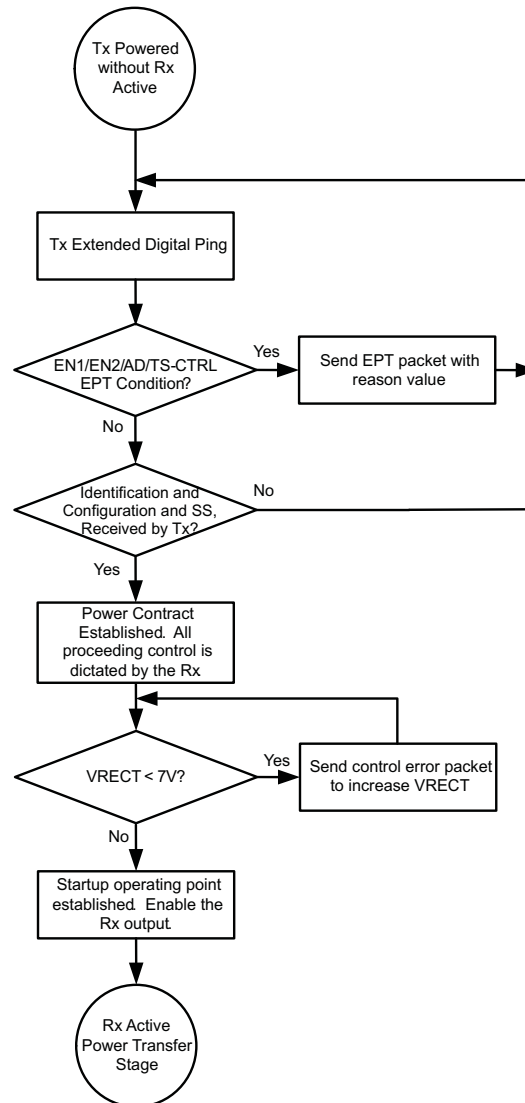 Tx Powered
without Rx
Active
Tx Extended Digital Ping
EN1/EN2/AD/TS-CTRL
EPT Condition?
Yes
Send EPT packet with
reason value
No
Identification and
Configuration and SS,
Received by Tx?
No
Yes
Power Contract
Established. All
proceeding control is
dictated by the Rx
VRECT < 7V?
Yes
Send control error packet
to increase VRECT
No
Startup operating point
established. Enable the
Rx output.
Rx Active
Power Transfer
Stage